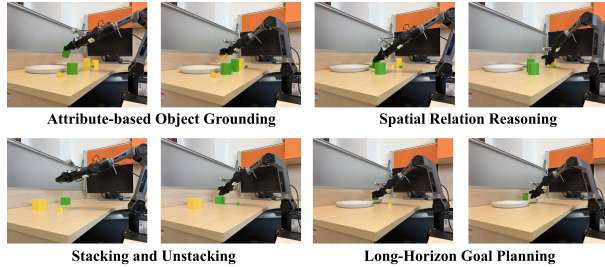 Attribute-based Object Grounding
Spatial Relation Reasoning
Stacking and Unstacking
Long-Horizon Goal Planning